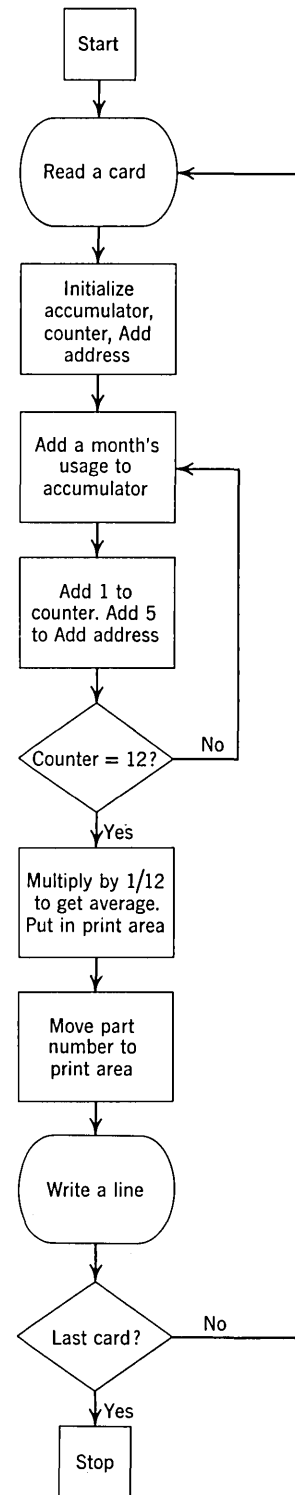 Start
Read a card
Initialize
accumulator,
counter, Add
address
Add a month's
usage to
accumulator
Add 1 to
counter. Add 5
to Add address
Counter = 12?
No
Yes
Multiply by 1/12
to get average.
Put in print area
Move part
number to
print area
Write a line
Last card?
No
Yes
Stop